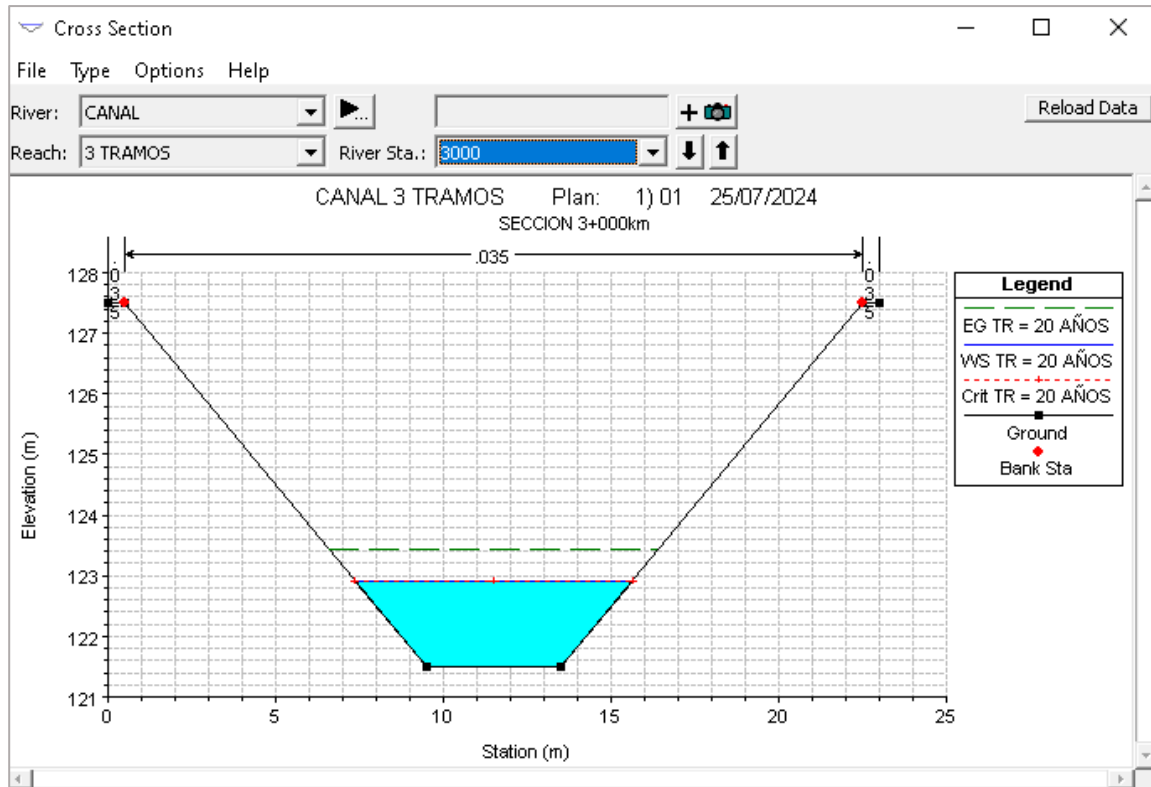 Cross Section
File Type Options Help
River: CANAL ...
Reload Data
Reach: 3 TRAMOS River Sta.: 3000
CANAL 3 TRAMOS Plan: 1) 01 25/07/2024
SECCION 3+000km
.035 .035 .035
Legend
EG TR = 20 AÑOS
WS TR = 20 AÑOS
Crit TR = 20 AÑOS
Ground
Bank Sta
128
127
126
125
124
123
122
121
Elevation (m)
0 5 10 15 20 25
Station (m)